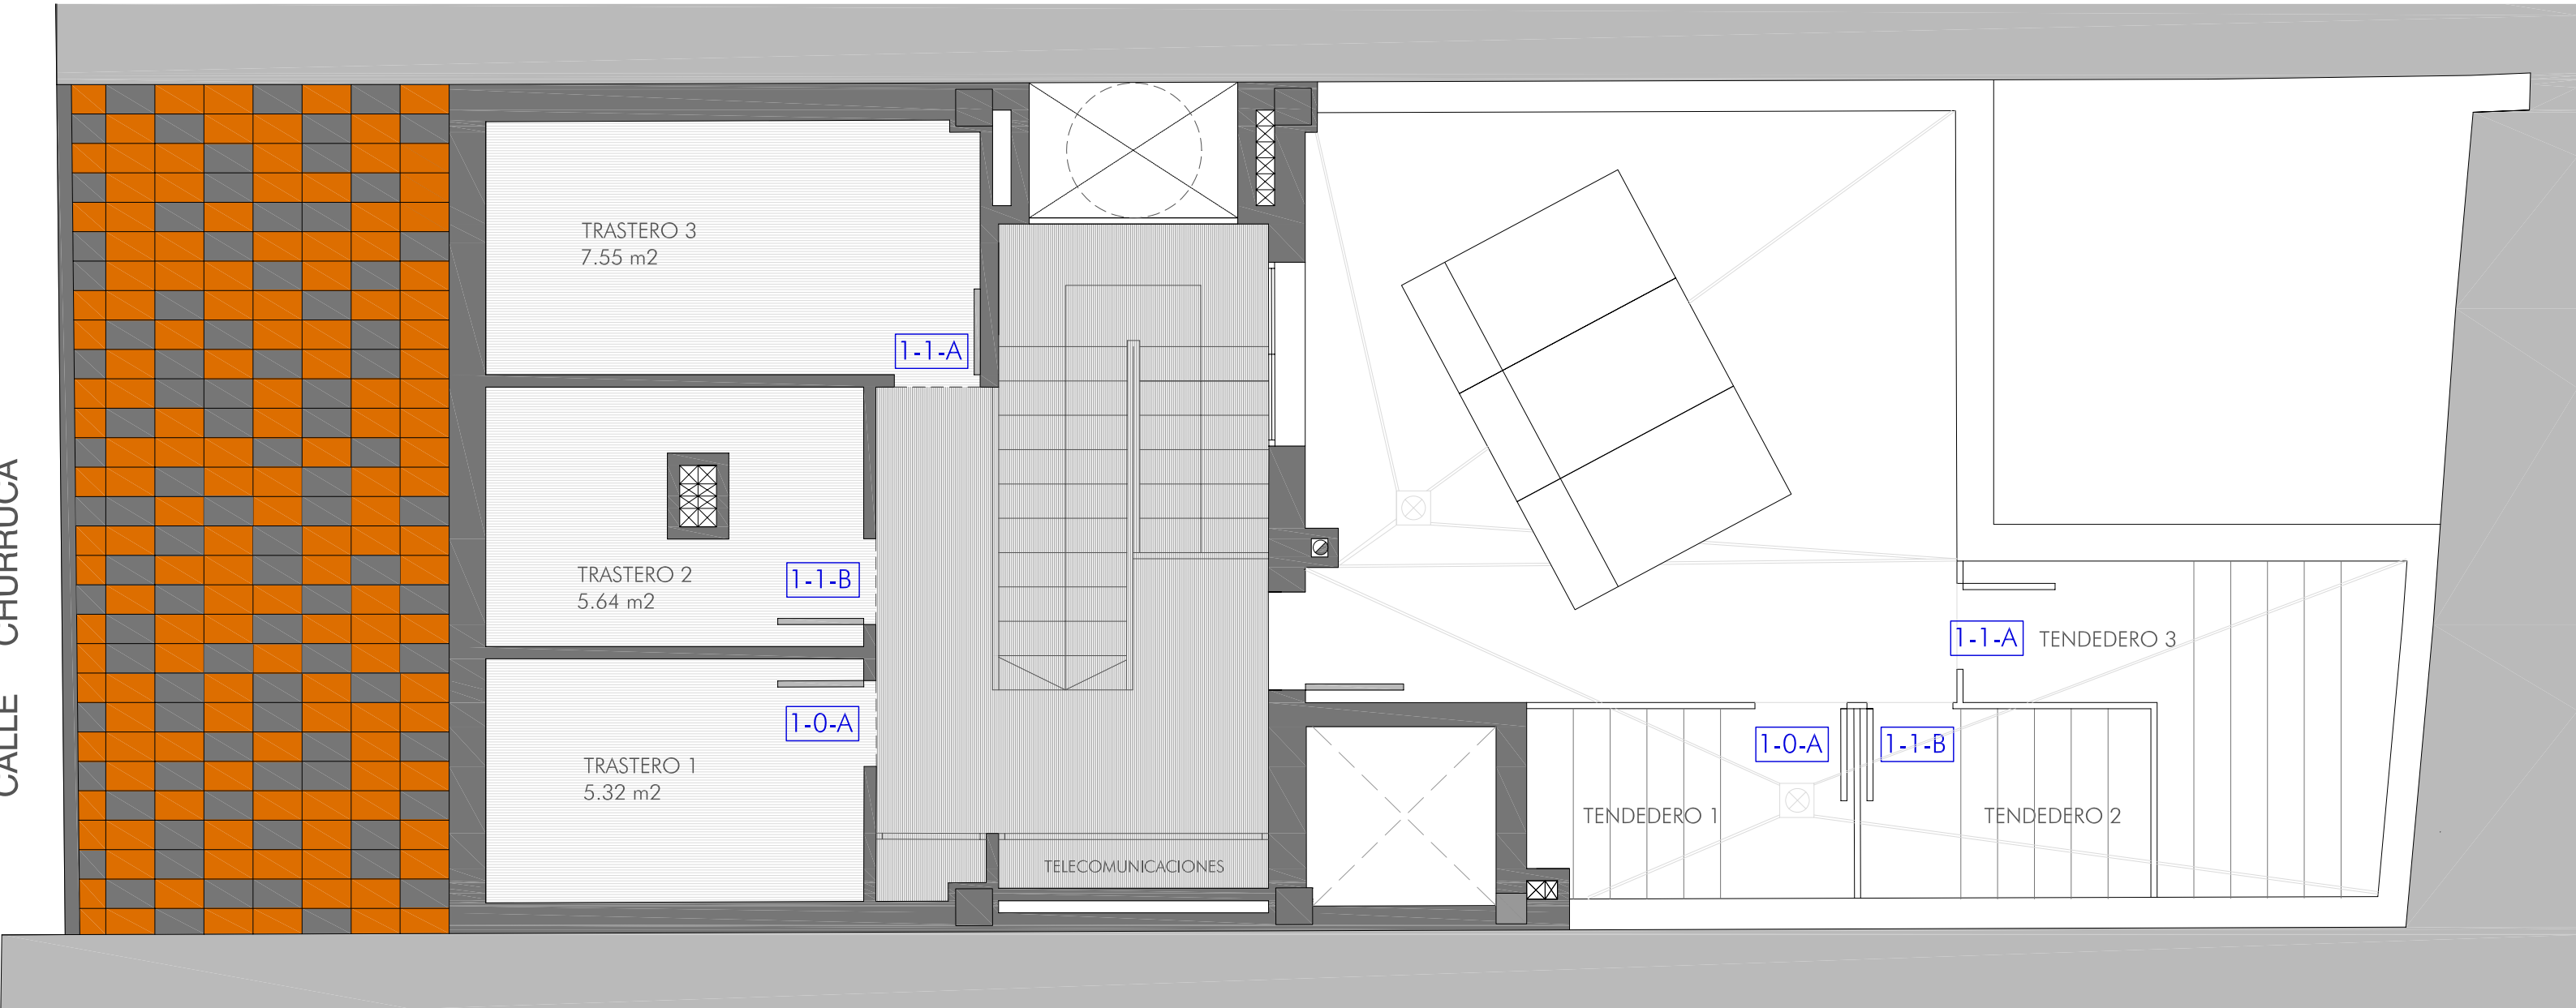 CALLE CHURRUCA
TRASTERO 3
7.55 m2
1-1-A
TRASTERO 2
5.64 m2
1-1-B
1-0-A
TRASTERO 1
5.32 m2
TELECOMUNICACIONES
1-1-A
TENDEDERO 3
1-0-A
1-1-B
TENDEDERO 1
TENDEDERO 2